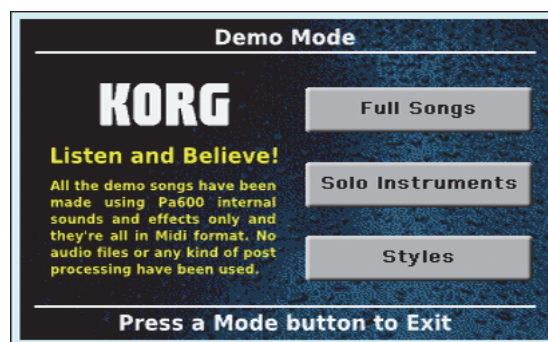 Demo Mode
KORG
Listen and Believe!
All the demo songs have been
made using Pa600 internal
sounds and effects only and
they're all in Midi format. No
audio files or any kind of post
processing have been used.
Full Songs
Solo Instruments
Styles
Press a Mode button to Exit